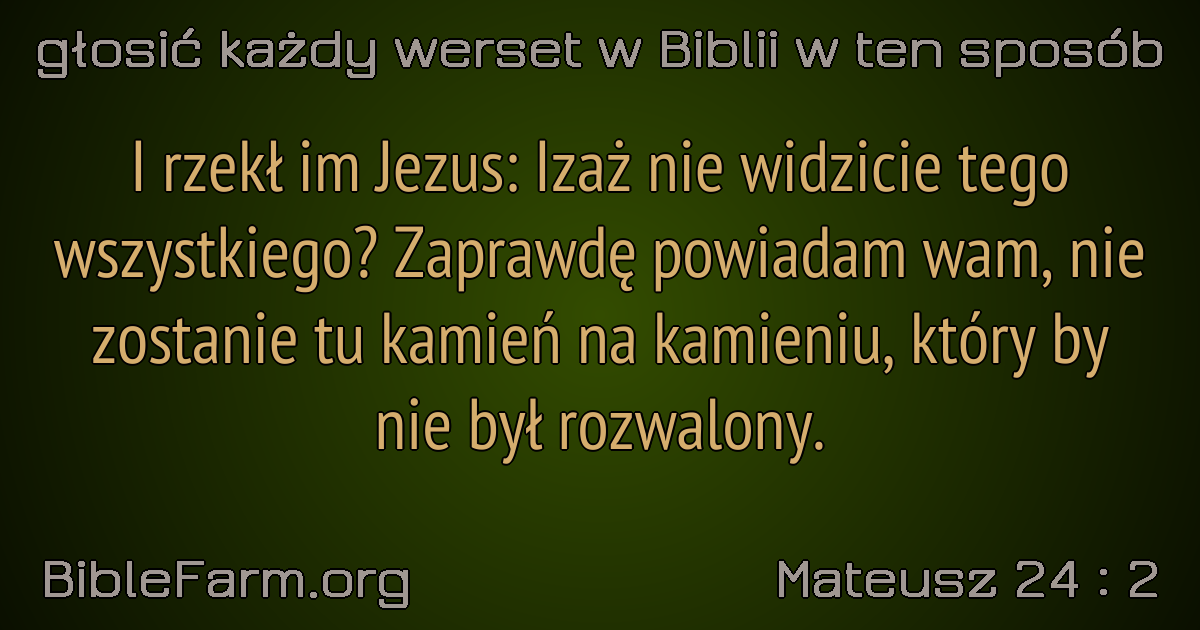 głosić każdy werset w Biblii w ten sposób
I rzekł im Jezus: Izaż nie widzicie tego
wszystkiego? Zaprawdę powiadam wam, nie
zostanie tu kamień na kamieniu, który by
nie był rozwalony.
BibleFarm.org
Mateusz 24 : 2